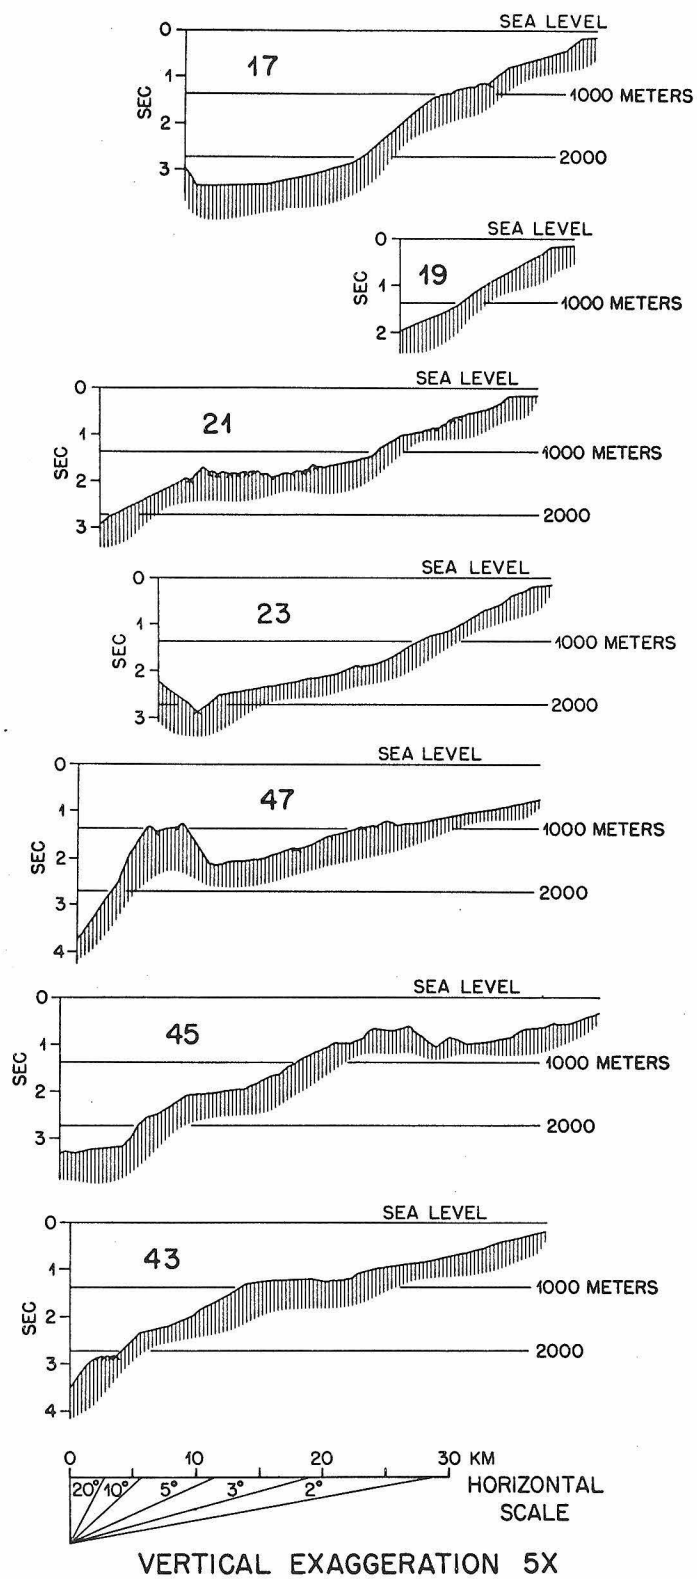 SEA LEVEL
0
17
1
SEC
1000 METERS
2
2000
3
SEA LEVEL
0
19
1
SEC
1000 METERS
2
SEA LEVEL
0
21
1
SEC
1000 METERS
2
2000
3
SEA LEVEL
0
23
1
SEC
1000 METERS
2
2000
3
SEA LEVEL
0
47
1
1000 METERS
SEC
2
2000
3
4
SEA LEVEL
0
45
1
SEC
1000 METERS
2
2000
3
SEA LEVEL
0
43
1
1000 METERS
SEC
2
2000
3
4
0 10 20 30 KM
20° 10° 5° 3° 2° HORIZONTAL
SCALE
VERTICAL EXAGGERATION 5X